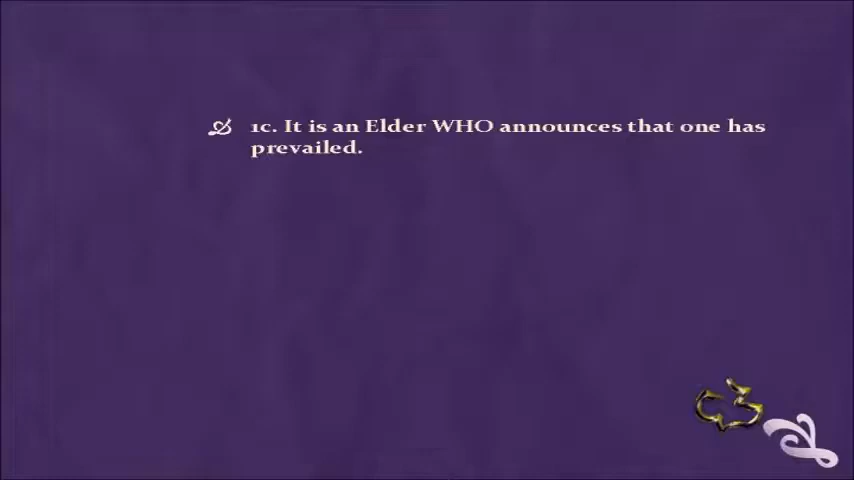 1c. It is an Elder WHO announces that one has
prevailed.